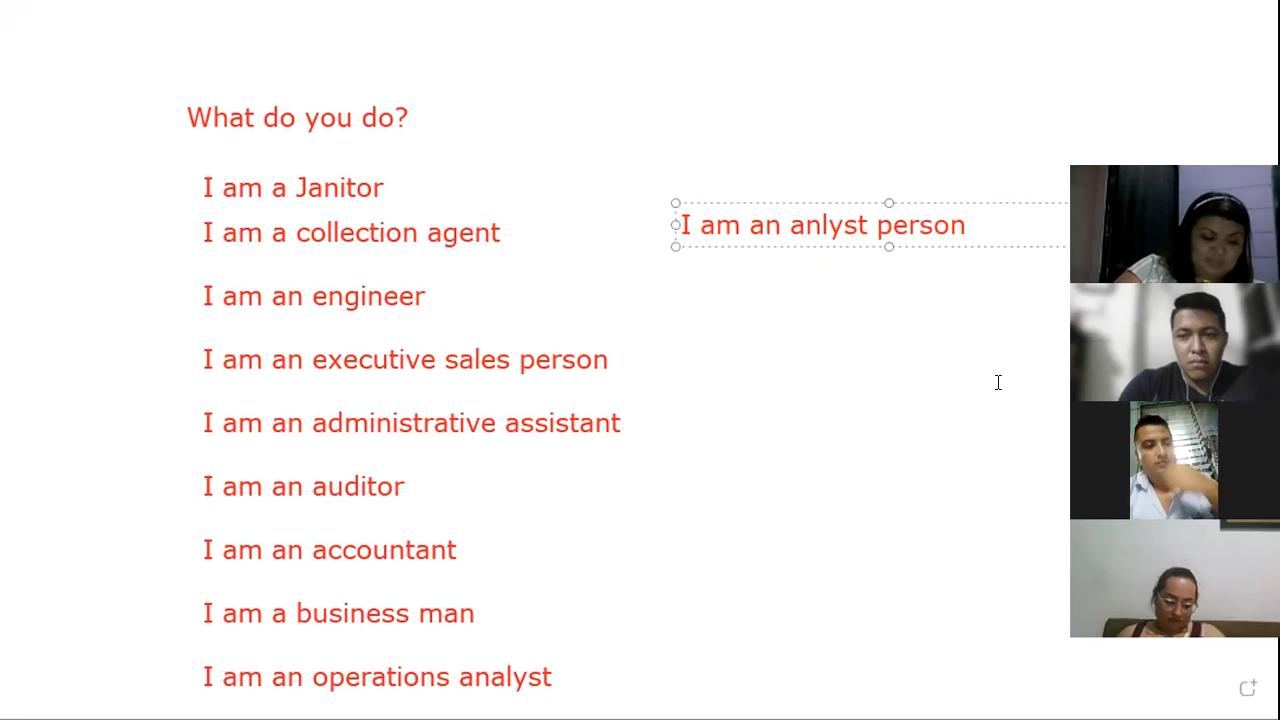 What do you do?
I am a Janitor
I am a collection agent
I am an engineer
I am an executive sales person
I am an administrative assistant
I am an auditor
I am an accountant
I am a business man
I am an operations analyst
I am an anlyst person